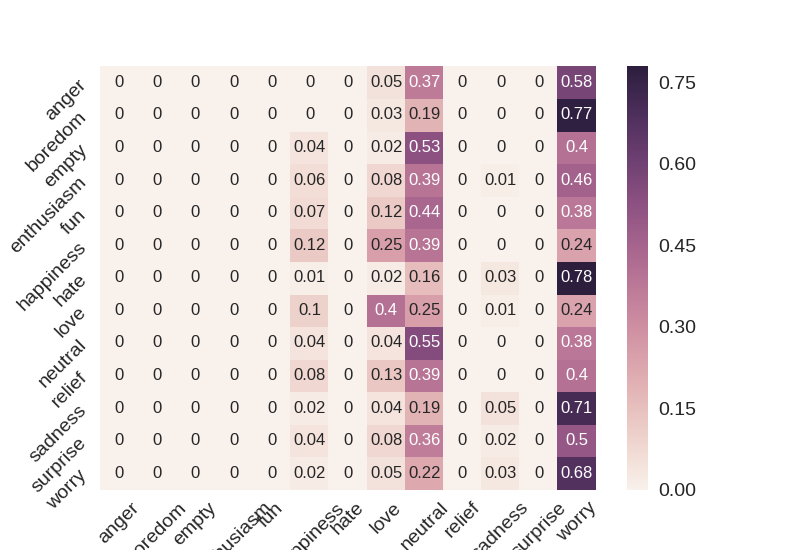 anger 0 0 0 0 0 0 0 0.05 0.37 0 0 0 0.58
boredom 0 0 0 0 0 0 0 0.03 0.19 0 0 0 0.77
empty 0 0 0 0 0 0.04 0 0.02 0.53 0 0 0 0.4
enthusiasm 0 0 0 0 0 0.06 0 0.08 0.39 0 0.01 0 0.46
fun 0 0 0 0 0 0.07 0 0.12 0.44 0 0 0 0.38
happiness 0 0 0 0 0 0.12 0 0.25 0.39 0 0 0 0.24
hate 0 0 0 0 0 0.01 0 0.02 0.16 0 0.03 0 0.78
love 0 0 0 0 0 0.1 0 0.4 0.25 0 0.01 0 0.24
neutral 0 0 0 0 0 0.04 0 0.04 0.55 0 0 0 0.38
relief 0 0 0 0 0 0.08 0 0.13 0.39 0 0 0 0.4
sadness 0 0 0 0 0 0.02 0 0.04 0.19 0 0.05 0 0.71
surprise 0 0 0 0 0 0.04 0 0.08 0.36 0 0.02 0 0.5
worry 0 0 0 0 0 0.02 0 0.05 0.22 0 0.03 0 0.68
anger oredom empty husiasm fun ppiness hate love neutral relief sadness surprise worry
0.75
0.60
0.45
0.30
0.15
0.00